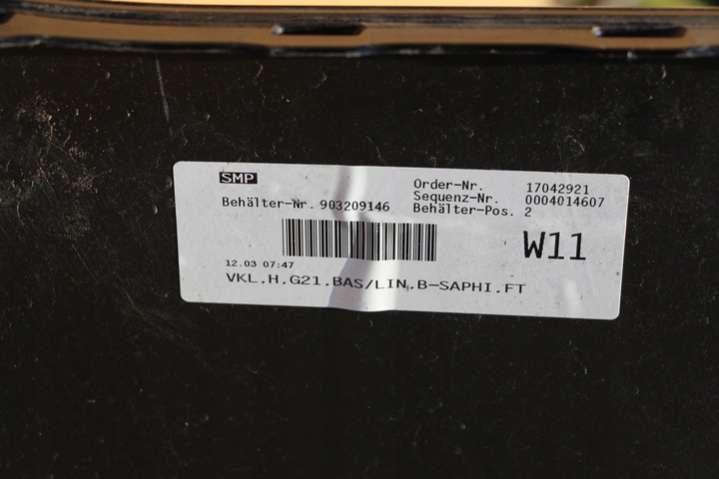 SMP
Order-Nr. 17042921
Sequenz-Nr. 0004014607
Behälter-Nr. 903209146 Behälter-Pos. 2
W11
12.03 07:47
VKL.H.G21.BAS/LIN.B-SAPHI.FT